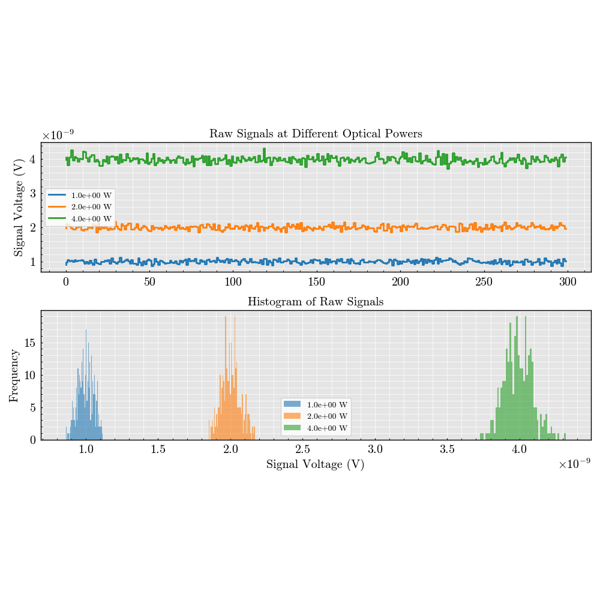 Raw Signals at Different Optical Powers
×10⁻⁹
Signal Voltage (V)
4
3
2
1
1.0e+00 W
2.0e+00 W
4.0e+00 W
0 50 100 150 200 250 300
Histogram of Raw Signals
Frequency
15
10
5
0
1.0e+00 W
2.0e+00 W
4.0e+00 W
1.0 1.5 2.0 2.5 3.0 3.5 4.0
Signal Voltage (V)
×10⁻⁹